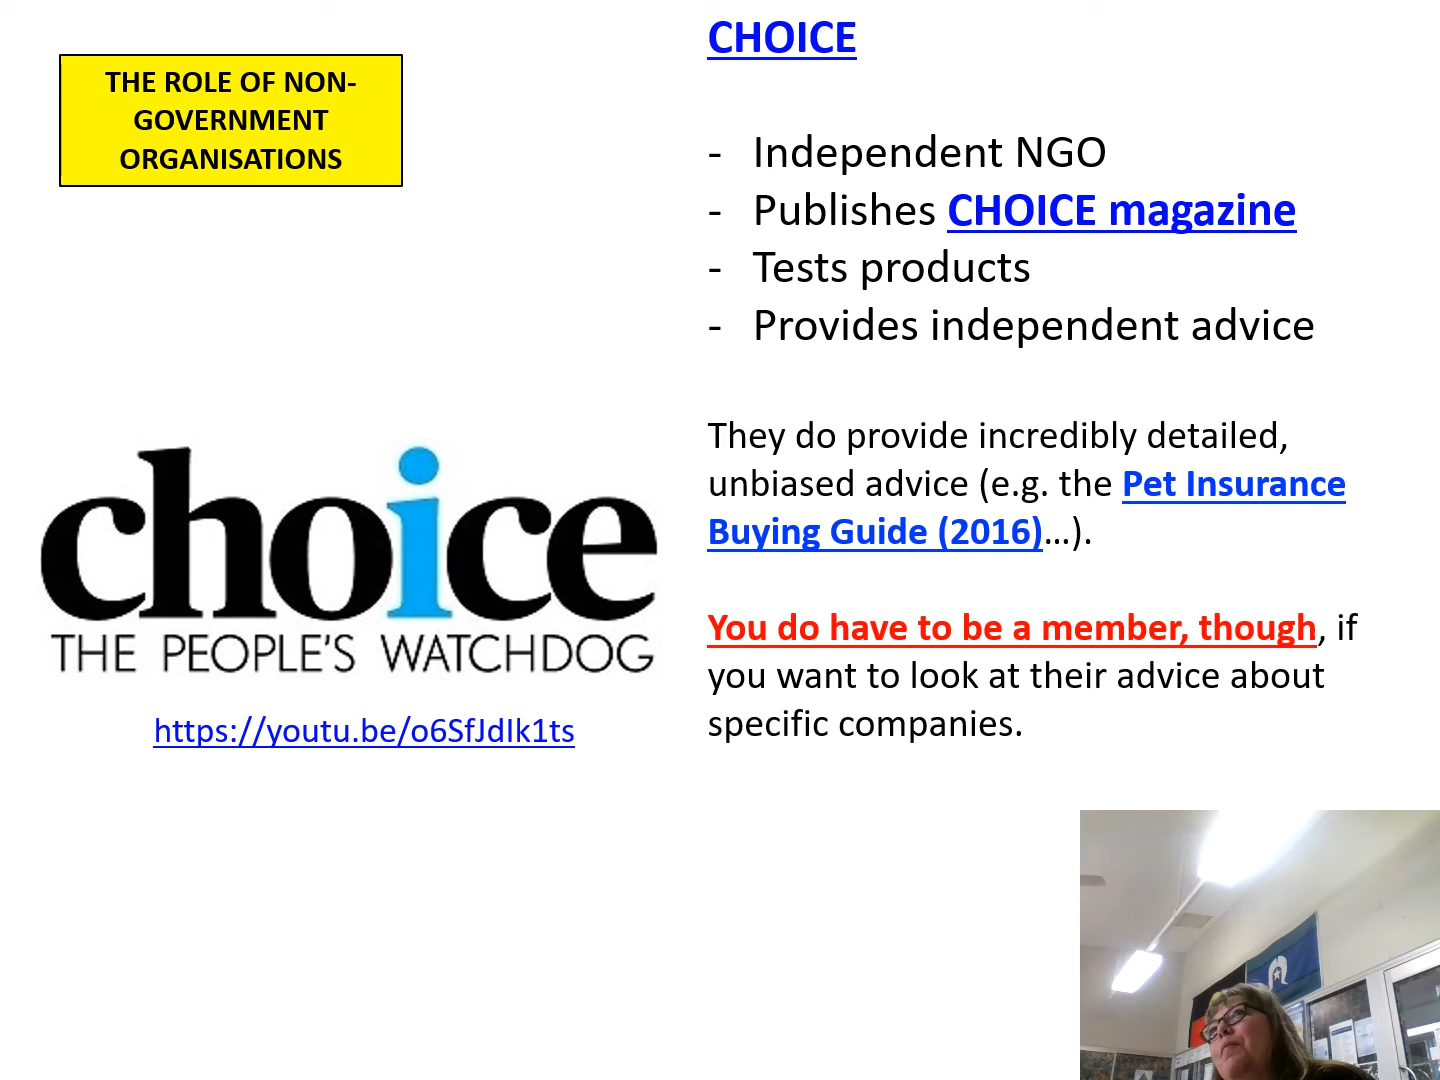 THE ROLE OF NON-
GOVERNMENT
ORGANISATIONS
choice
THE PEOPLE'S WATCHDOG
https://youtu.be/o6SfJdIk1ts
CHOICE
- Independent NGO
- Publishes CHOICE magazine
- Tests products
- Provides independent advice
They do provide incredibly detailed,
unbiased advice (e.g. the Pet Insurance
Buying Guide (2016)…).
You do have to be a member, though, if
you want to look at their advice about
specific companies.